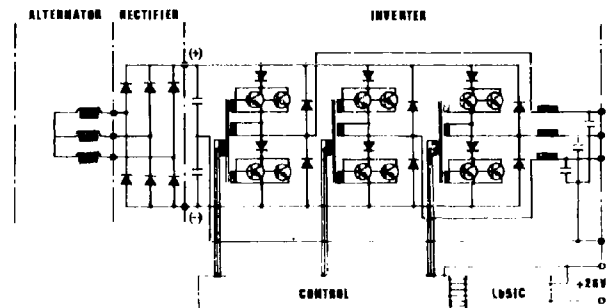 ALTERNATOR RECTIFIER INVERTER
(+)
(-)
CONTROL LOGIC +28V